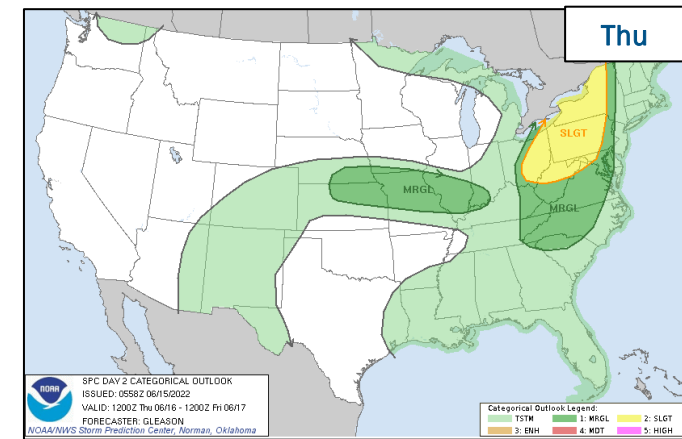 Thu
SLGT
MRGL
MRGL
NOAA
SPC DAY 2 CATEGORICAL OUTLOOK
ISSUED: 0558Z 06/15/2022
VALID: 1200Z Thu 06/16 - 1200Z Fri 06/17
FORECASTER: GLEASON
NOAA/NWS Storm Prediction Center, Norman, Oklahoma
Categorical Outlook Legend:
TSTM 1: MRGL 2: SLGT
3: ENH 4: MDT 5: HIGH